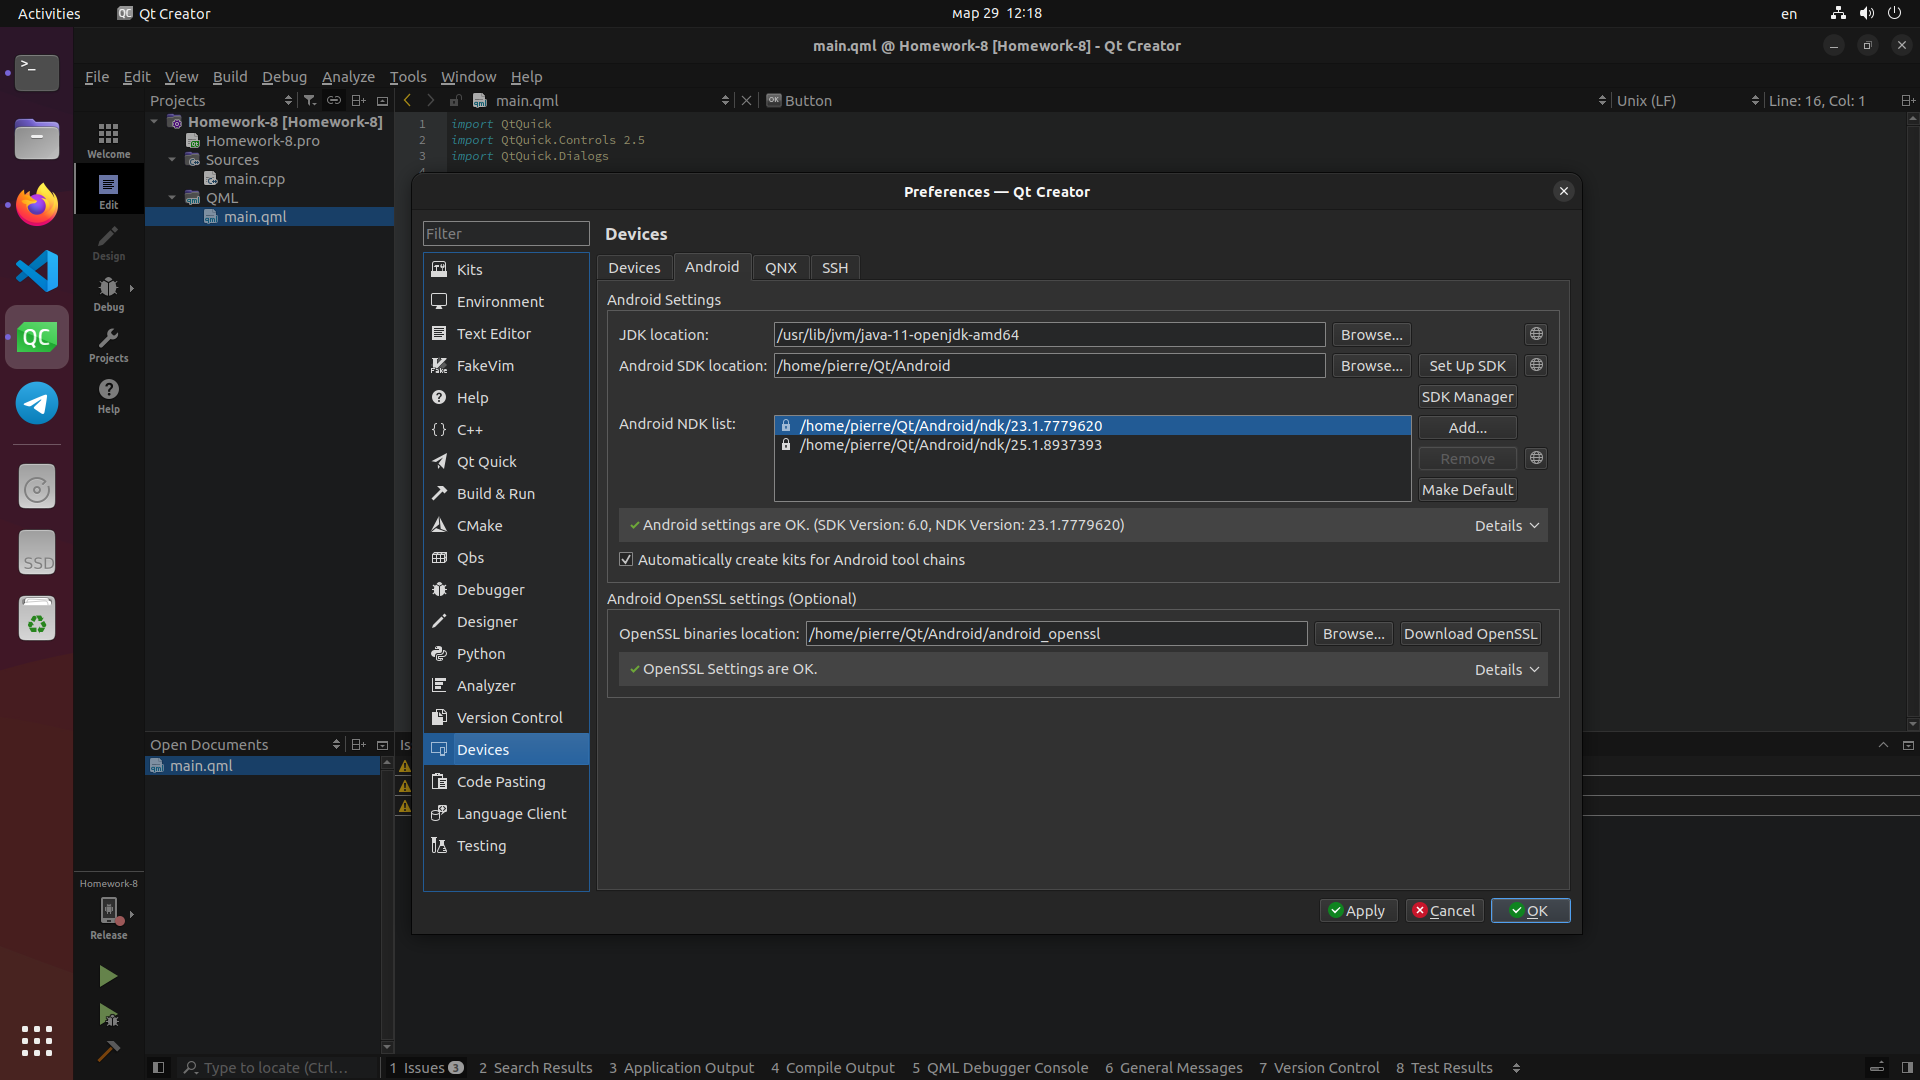 Activities
Qt Creator
мар 29 12:18
en
main.qml @ Homework-8 [Homework-8] - Qt Creator
File Edit View Build Debug Analyze Tools Window Help
Projects
main.qml
Button
Unix (LF)
Line: 16, Col: 1
Welcome
Edit
Design
Debug
Projects
Help
Homework-8 [Homework-8]
Homework-8.pro
Sources
main.cpp
QML
main.qml
1 import QtQuick
2 import QtQuick.Controls 2.5
3 import QtQuick.Dialogs
Preferences — Qt Creator
Filter
Kits
Environment
Text Editor
FakeVim
Help
C++
Qt Quick
Build & Run
CMake
Qbs
Debugger
Designer
Python
Analyzer
Version Control
Devices
Code Pasting
Language Client
Testing
Devices
Devices Android QNX SSH
Android Settings
JDK location: /usr/lib/jvm/java-11-openjdk-amd64 Browse...
Android SDK location: /home/pierre/Qt/Android Browse... Set Up SDK
SDK Manager
Android NDK list: /home/pierre/Qt/Android/ndk/23.1.7779620 Add...
/home/pierre/Qt/Android/ndk/25.1.8937393
Remove
Make Default
Android settings are OK. (SDK Version: 6.0, NDK Version: 23.1.7779620) Details
Automatically create kits for Android tool chains
Android OpenSSL settings (Optional)
OpenSSL binaries location: /home/pierre/Qt/Android/android_openssl Browse... Download OpenSSL
OpenSSL Settings are OK. Details
Apply Cancel OK
SSD
Open Documents
Is
main.qml
Homework-8
Release
Type to locate (Ctrl...
1 Issues 3 2 Search Results 3 Application Output 4 Compile Output 5 QML Debugger Console 6 General Messages 7 Version Control 8 Test Results